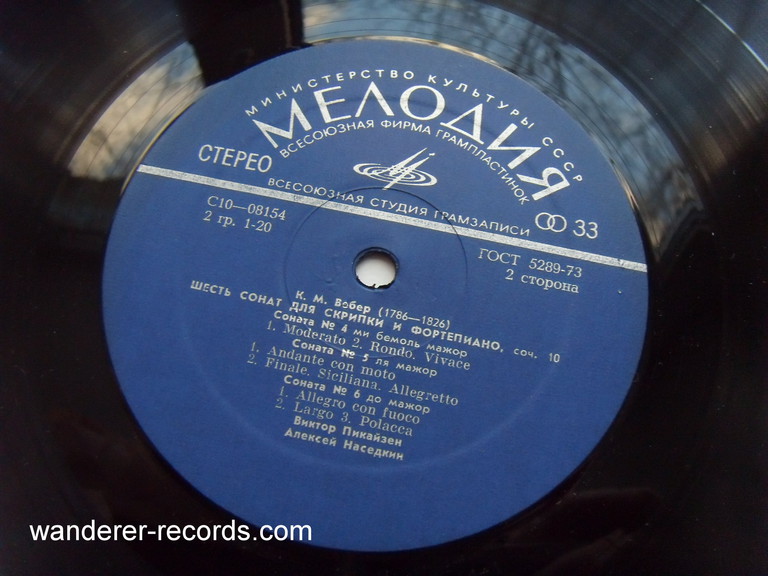 МИНИСТЕРСТВО КУЛЬТУРЫ СССР
МЕЛОДИЯ
ВСЕСОЮЗНАЯ ФИРМА ГРАМПЛАСТИНОК
СТЕРЕО
ВСЕСОЮЗНАЯ СТУДИЯ ГРАМЗАПИСИ
33
С10—08154
2 гр. 1-20
ГОСТ 5289-73
2 сторона
К. М. Вебер (1786—1826)
ШЕСТЬ СОНАТ ДЛЯ СКРИПКИ И ФОРТЕПИАНО, соч. 10
Соната № 4 ми бемоль мажор
1. Moderato 2. Rondo. Vivace
Соната № 5 ля мажор
1. Andante con moto
2. Finale. Siciliana. Allegretto
Соната № 6 до мажор
1. Allegro con fuoco
2. Largo 3. Polacca
Виктор Пикайзен
Алексей Наседкин
wanderer-records.com